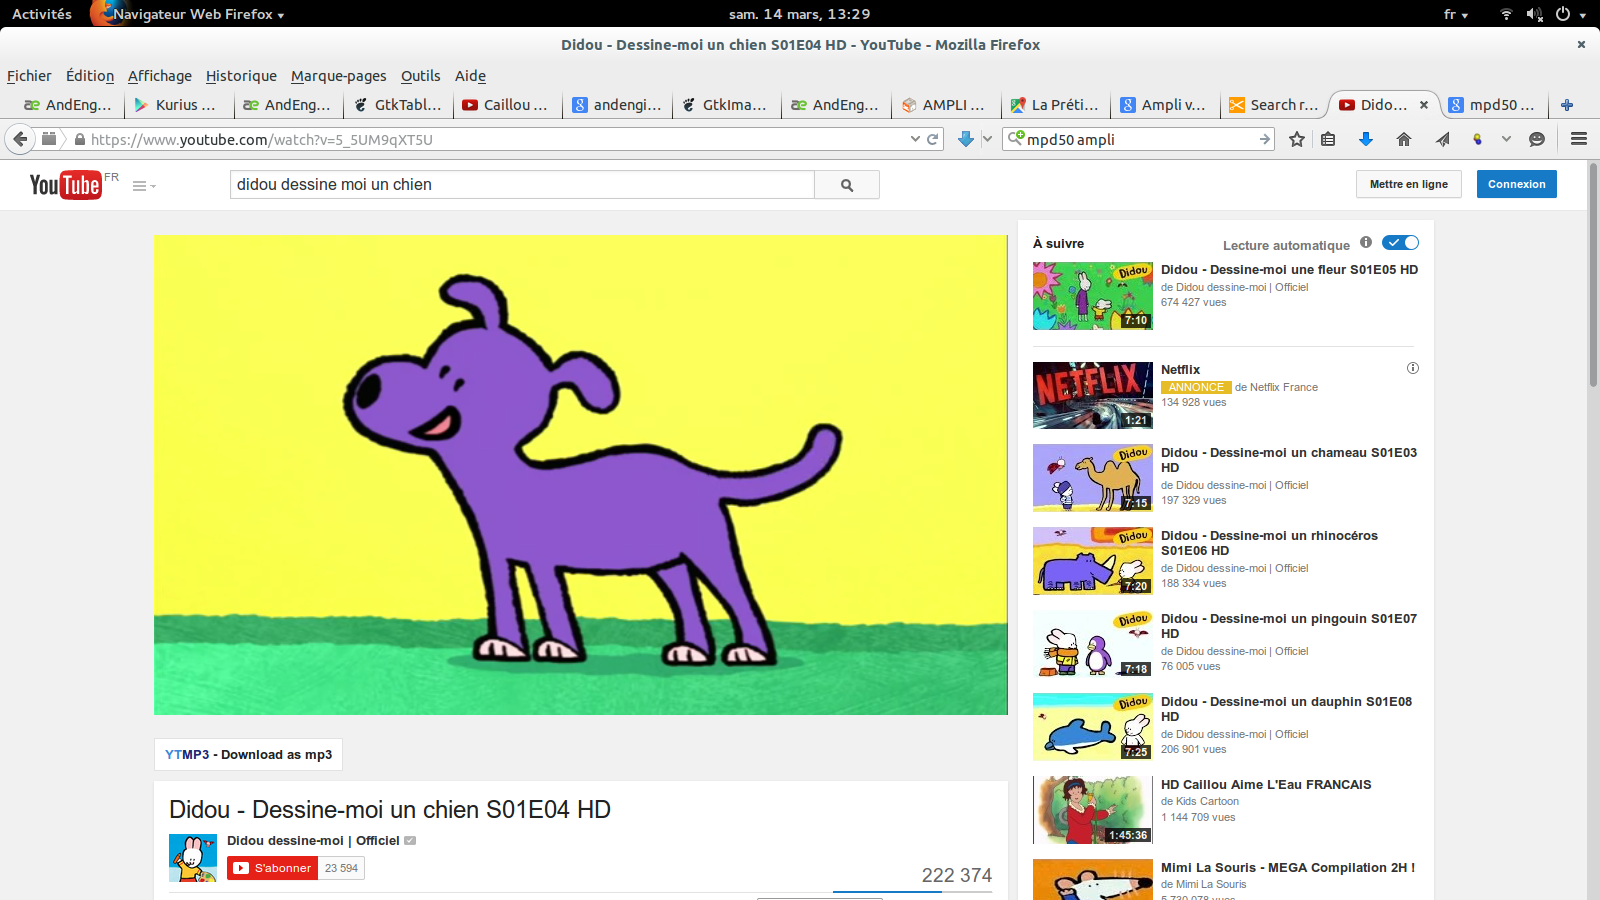 Activités
Navigateur Web Firefox
sam. 14 mars, 13:29
fr
Didou - Dessine-moi un chien S01E04 HD - YouTube - Mozilla Firefox
Fichier Édition Affichage Historique Marque-pages Outils Aide
AndEng…
Kurius …
AndEng…
GtkTabl…
Caillou …
andengi…
GtkIma…
AndEng…
AMPLI …
La Préti…
Ampli v…
Search r…
Dido…
mpd50 …
https://www.youtube.com/watch?v=5_5UM9qXT5U
mpd50 ampli
YouTube FR
didou dessine moi un chien
Mettre en ligne
Connexion
À suivre
Lecture automatique
Didou
7:10
Didou - Dessine-moi une fleur S01E05 HD
de Didou dessine-moi | Officiel
674 427 vues
NETFLIX
1:21
Netflix
ANNONCE de Netflix France
134 928 vues
Didou
7:15
Didou - Dessine-moi un chameau S01E03
HD
de Didou dessine-moi | Officiel
197 329 vues
Didou
7:20
Didou - Dessine-moi un rhinocéros
S01E06 HD
de Didou dessine-moi | Officiel
188 334 vues
Didou
7:18
Didou - Dessine-moi un pingouin S01E07
HD
de Didou dessine-moi | Officiel
76 005 vues
Didou
7:25
Didou - Dessine-moi un dauphin S01E08
HD
de Didou dessine-moi | Officiel
206 901 vues
1:45:36
HD Caillou Aime L'Eau FRANCAIS
de Kids Cartoon
1 144 709 vues
Mimi La Souris - MEGA Compilation 2H !
de Mimi La Souris
5 730 078 vues
YTMP3 - Download as mp3
Didou - Dessine-moi un chien S01E04 HD
Didou dessine-moi | Officiel
S'abonner
23 594
222 374